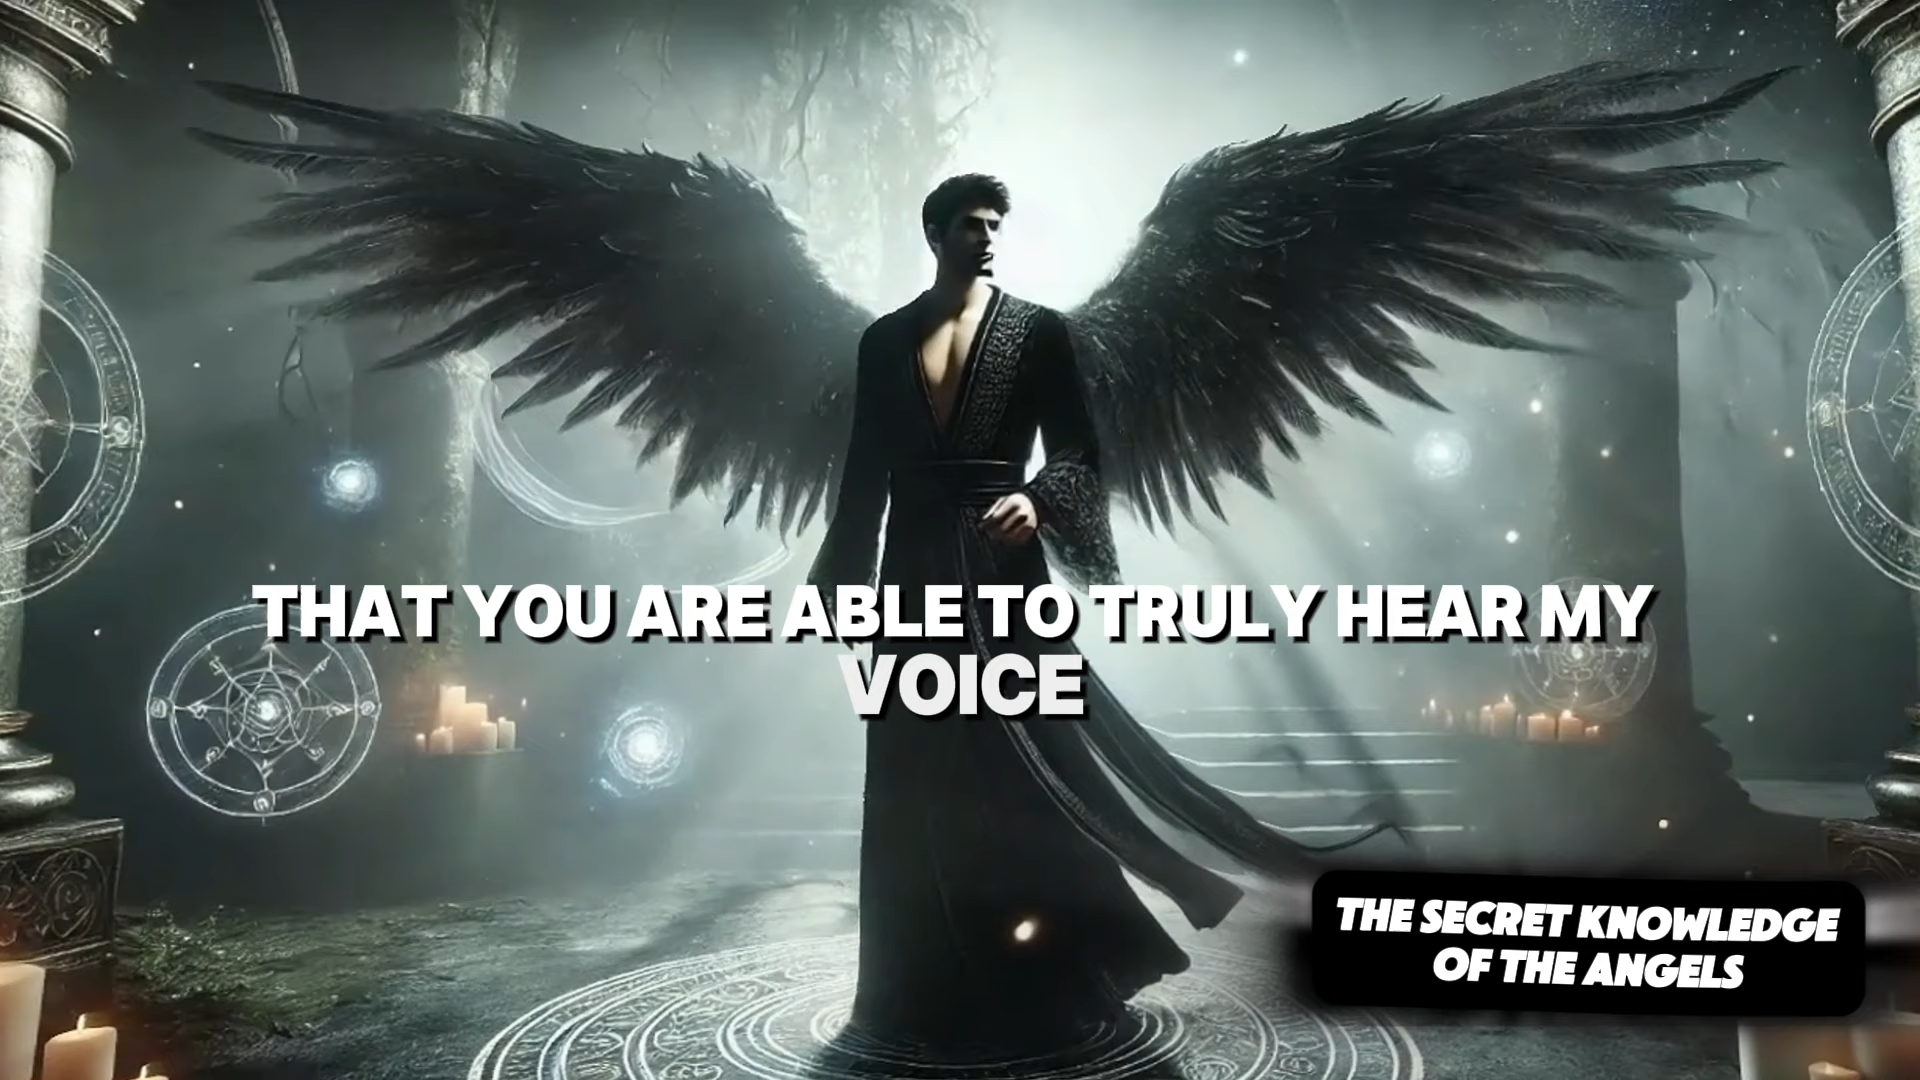 THAT YOU ARE ABLE TO TRULY HEAR MY
VOICE
THE SECRET KNOWLEDGE
OF THE ANGELS